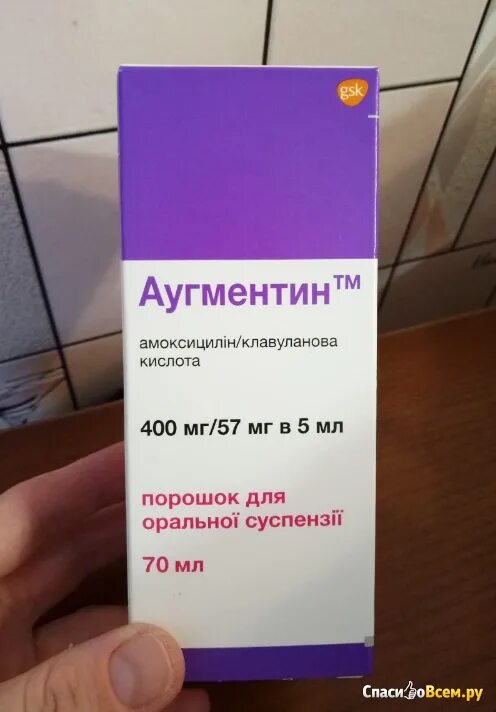 gsk
Аугментин™
амоксицилін/клавуланова
кислота
400 мг/57 мг в 5 мл
порошок для
оральної суспензії
70 мл
СпасибоВсем.ру